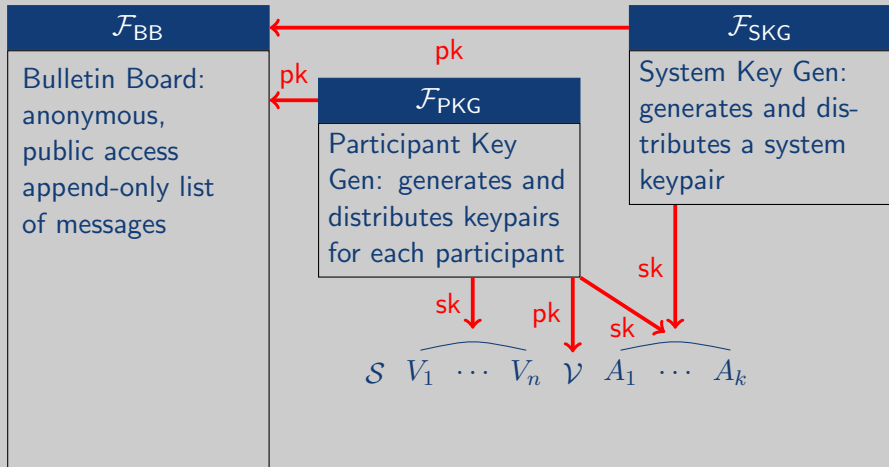 F_BB
Bulletin Board:
anonymous,
public access
append-only list
of messages
pk
pk
F_PKG
Participant Key
Gen: generates and
distributes keypairs
for each participant
F_SKG
System Key Gen:
generates and dis-
tributes a system
keypair
sk
pk
sk
sk
S V_1 ··· V_n V A_1 ··· A_k